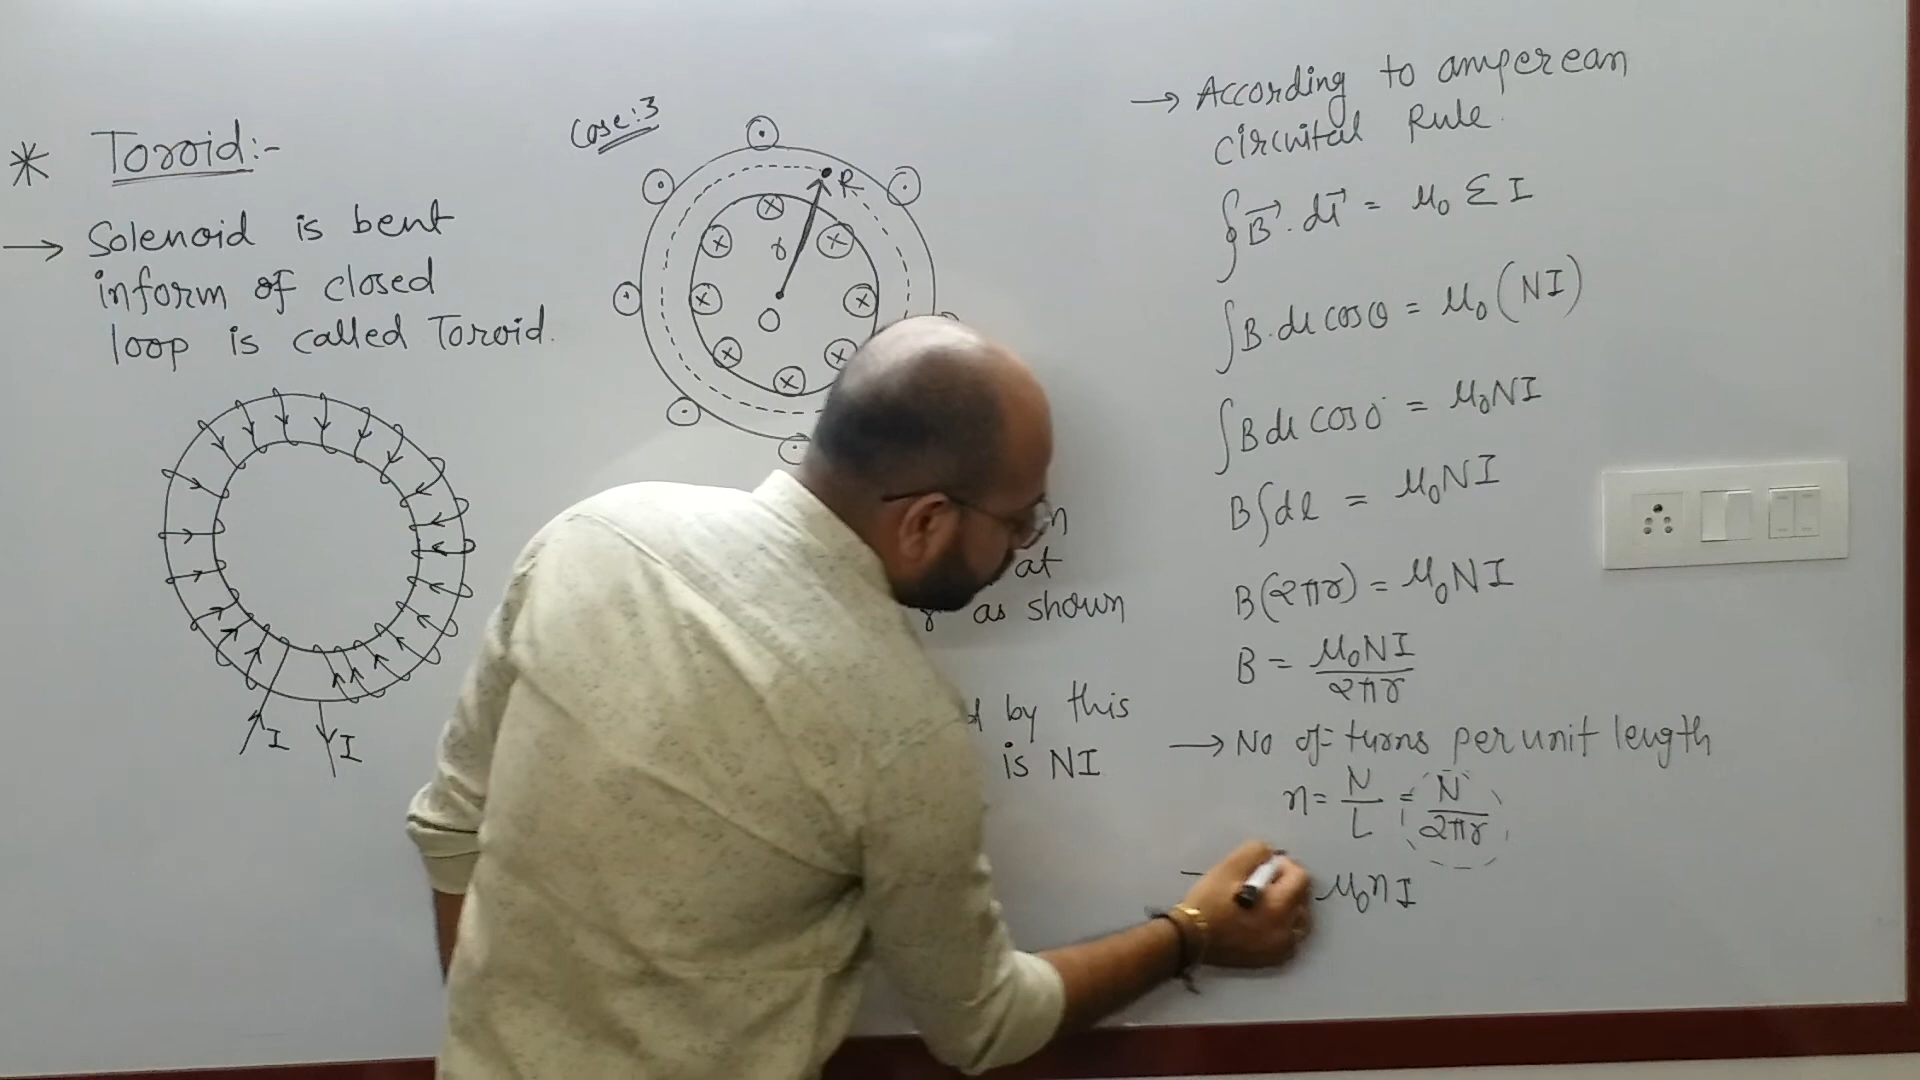 * Toroid:-
→ Solenoid is bent
inform of closed
loop is called Toroid.
I I
Case:3
R
r
O
at
r as shown
by this
is NI
→ According to amperean
circuital Rule.
∮B⃗.dl⃗ = μ₀ΣI
∫B.dl cosθ = μ₀(NI)
∫Bdl cos0° = μ₀NI
B∫dl = μ₀NI
B(2πr) = μ₀NI
B = μ₀NI/2πr
→ No of turns per unit length
n = N/L = N/2πr
μ₀nI